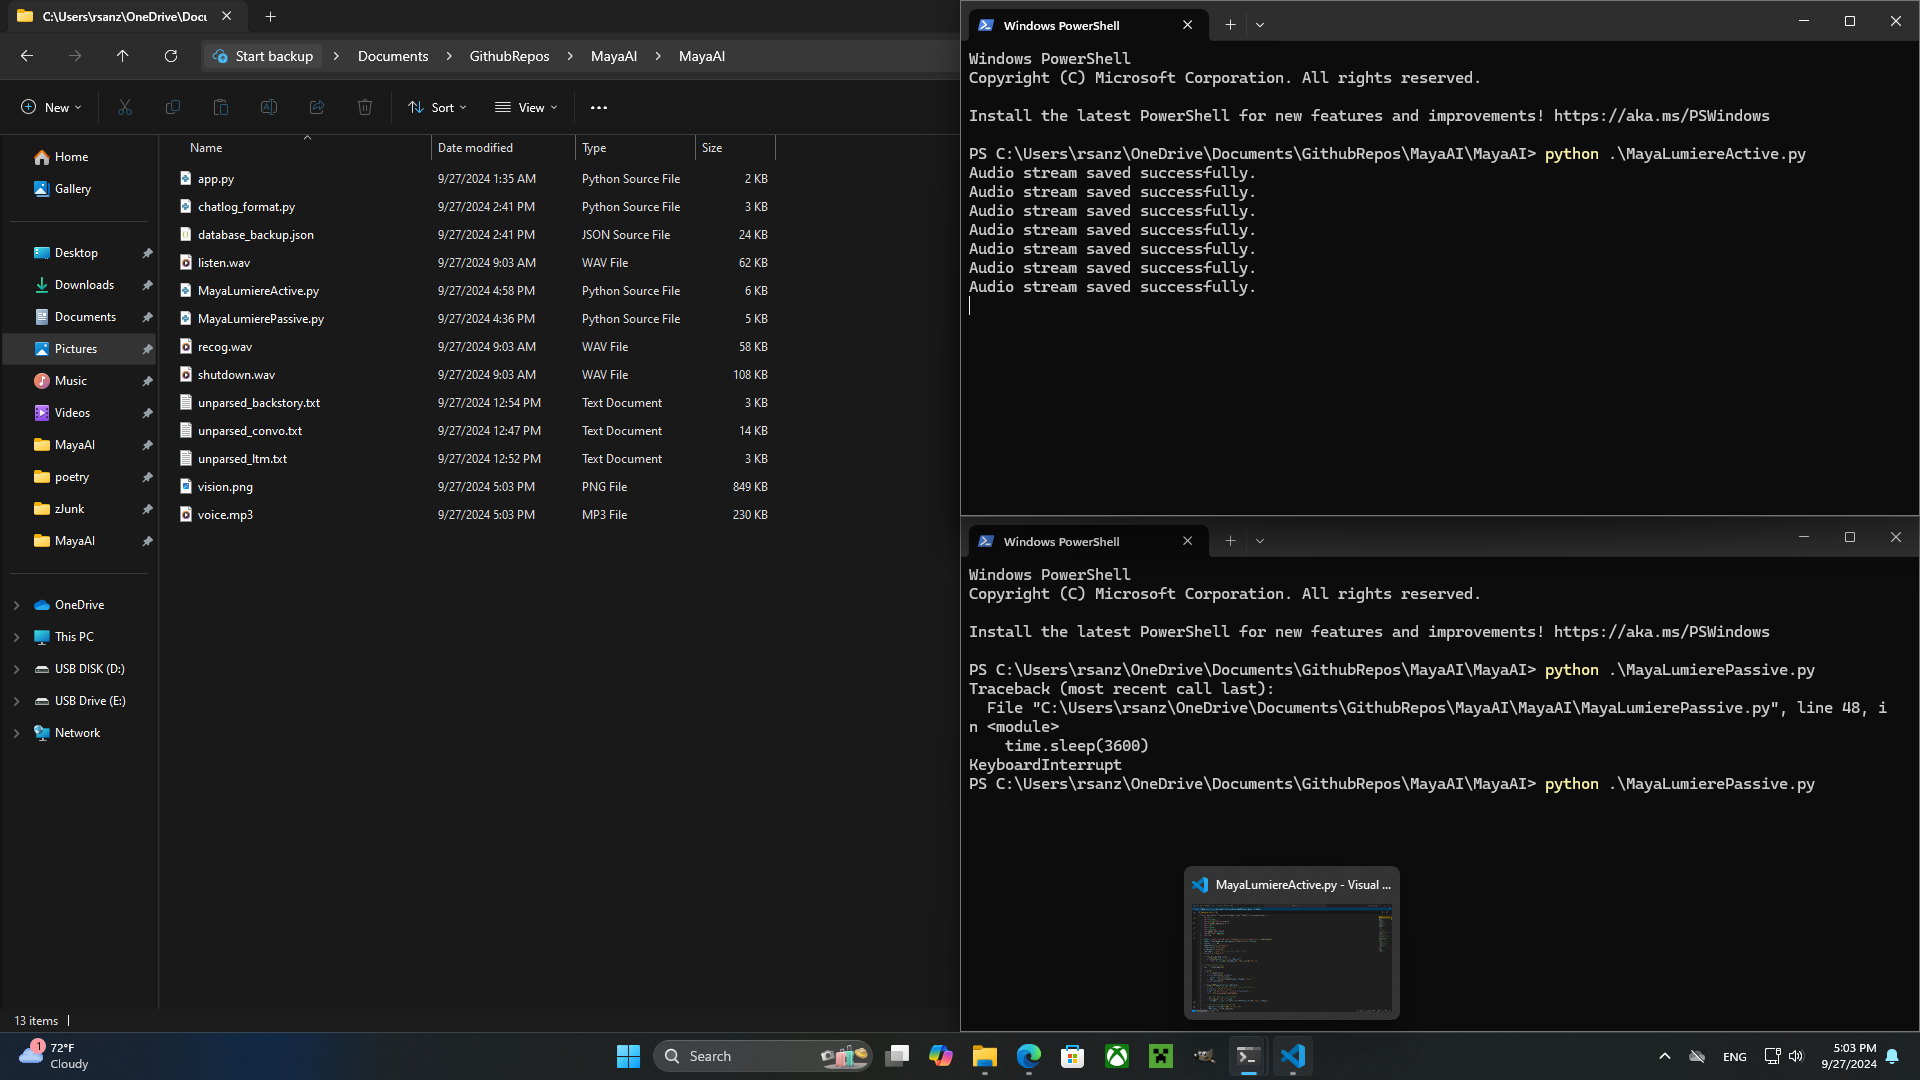 C:\Users\rsanz\OneDrive\Docu
Start backup
Documents
GithubRepos
MayaAI
MayaAI
New
Sort
View
Name
Date modified
Type
Size
Home
Gallery
Desktop
Downloads
Documents
Pictures
Music
Videos
MayaAI
poetry
zJunk
MayaAI
OneDrive
This PC
USB DISK (D:)
USB Drive (E:)
Network
app.py 9/27/2024 1:35 AM Python Source File 2 KB
chatlog_format.py 9/27/2024 2:41 PM Python Source File 3 KB
database_backup.json 9/27/2024 2:41 PM JSON Source File 24 KB
listen.wav 9/27/2024 9:03 AM WAV File 62 KB
MayaLumiereActive.py 9/27/2024 4:58 PM Python Source File 6 KB
MayaLumierePassive.py 9/27/2024 4:36 PM Python Source File 5 KB
recog.wav 9/27/2024 9:03 AM WAV File 58 KB
shutdown.wav 9/27/2024 9:03 AM WAV File 108 KB
unparsed_backstory.txt 9/27/2024 12:54 PM Text Document 3 KB
unparsed_convo.txt 9/27/2024 12:47 PM Text Document 14 KB
unparsed_ltm.txt 9/27/2024 12:52 PM Text Document 3 KB
vision.png 9/27/2024 5:03 PM PNG File 849 KB
voice.mp3 9/27/2024 5:03 PM MP3 File 230 KB
13 items
Windows PowerShell
Windows PowerShell
Copyright (C) Microsoft Corporation. All rights reserved.
Install the latest PowerShell for new features and improvements! https://aka.ms/PSWindows
PS C:\Users\rsanz\OneDrive\Documents\GithubRepos\MayaAI\MayaAI> python .\MayaLumiereActive.py
Audio stream saved successfully.
Audio stream saved successfully.
Audio stream saved successfully.
Audio stream saved successfully.
Audio stream saved successfully.
Audio stream saved successfully.
Audio stream saved successfully.
Windows PowerShell
Windows PowerShell
Copyright (C) Microsoft Corporation. All rights reserved.
Install the latest PowerShell for new features and improvements! https://aka.ms/PSWindows
PS C:\Users\rsanz\OneDrive\Documents\GithubRepos\MayaAI\MayaAI> python .\MayaLumierePassive.py
Traceback (most recent call last):
File "C:\Users\rsanz\OneDrive\Documents\GithubRepos\MayaAI\MayaAI\MayaLumierePassive.py", line 48, i
n <module>
time.sleep(3600)
KeyboardInterrupt
PS C:\Users\rsanz\OneDrive\Documents\GithubRepos\MayaAI\MayaAI> python .\MayaLumierePassive.py
MayaLumiereActive.py - Visual ...
1
72°F
Cloudy
Search
ENG
5:03 PM
9/27/2024